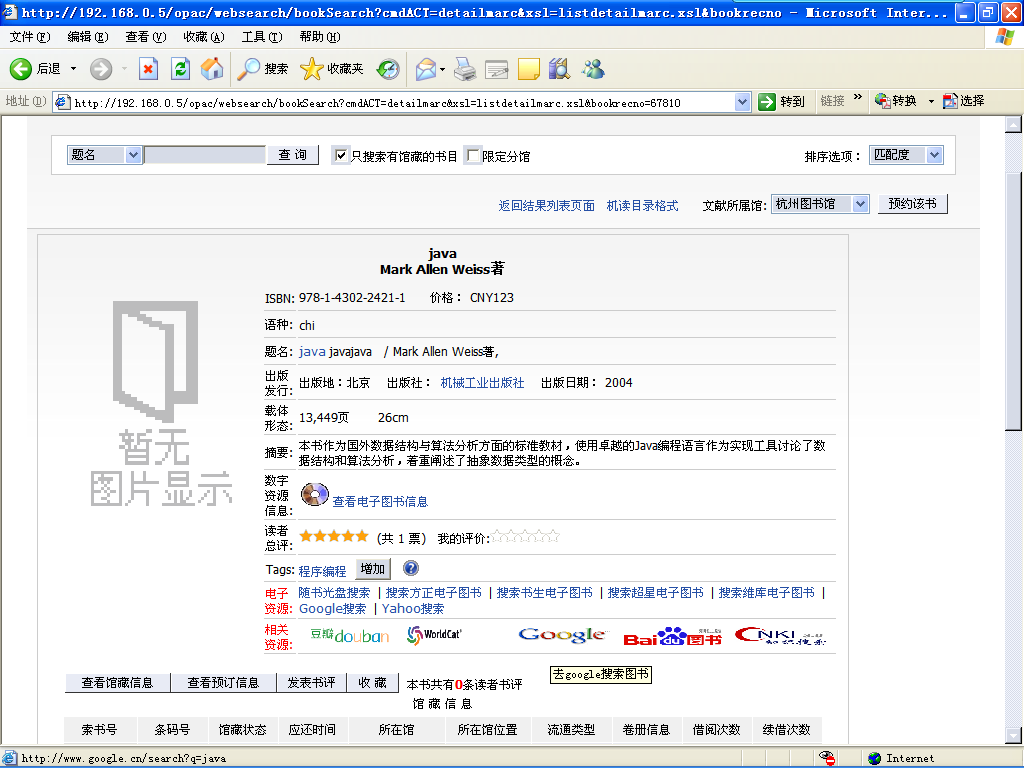 http://192.168.0.5/opac/websearch/bookSearch?cmdACT=detailmarc&xsl=listdetailmarc.xsl&bookrecno - Microsoft Inter...
文件(F) 编辑(E) 查看(V) 收藏(A) 工具(T) 帮助(H)
后退 搜索 收藏夹
地址(D) http://192.168.0.5/opac/websearch/bookSearch?cmdACT=detailmarc&xsl=listdetailmarc.xsl&bookrecno=67810 转到 链接 » 转换 选择
题名 查 询 只搜索有馆藏的书目 限定分馆 排序选项： 匹配度
返回结果列表页面 机读目录格式 文献所属馆: 杭州图书馆 预约该书
java
Mark Allen Weiss著
ISBN: 978-1-4302-2421-1 价格： CNY123
语种: chi
题名: java javajava / Mark Allen Weiss著,
出版发行: 出版地：北京 出版社： 机械工业出版社 出版日期： 2004
载体形态: 13,449页 26cm
摘要: 本书作为国外数据结构与算法分析方面的标准教材，使用卓越的Java编程语言作为实现工具讨论了数
据结构和算法分析，着重阐述了抽象数据类型的概念。
暂无
图片显示
数字资源信息: 查看电子图书信息
读者总评: (共 1 票) 我的评价:
Tags: 程序编程 增加 ?
电子资源: 随书光盘搜索 | 搜索方正电子图书 | 搜索书生电子图书 | 搜索超星电子图书 | 搜索维库电子图书 |
Google搜索 | Yahoo搜索
相关资源: 豆瓣douban WorldCat Google Bai du 图书 CNKI
去google搜索图书
查看馆藏信息 查看预订信息 发表书评 收 藏 本书共有0条读者书评
馆 藏 信 息
索书号 条码号 馆藏状态 应还时间 所在馆 所在馆位置 流通类型 卷册信息 借阅次数 续借次数
http://www.google.cn/search?q=java Internet